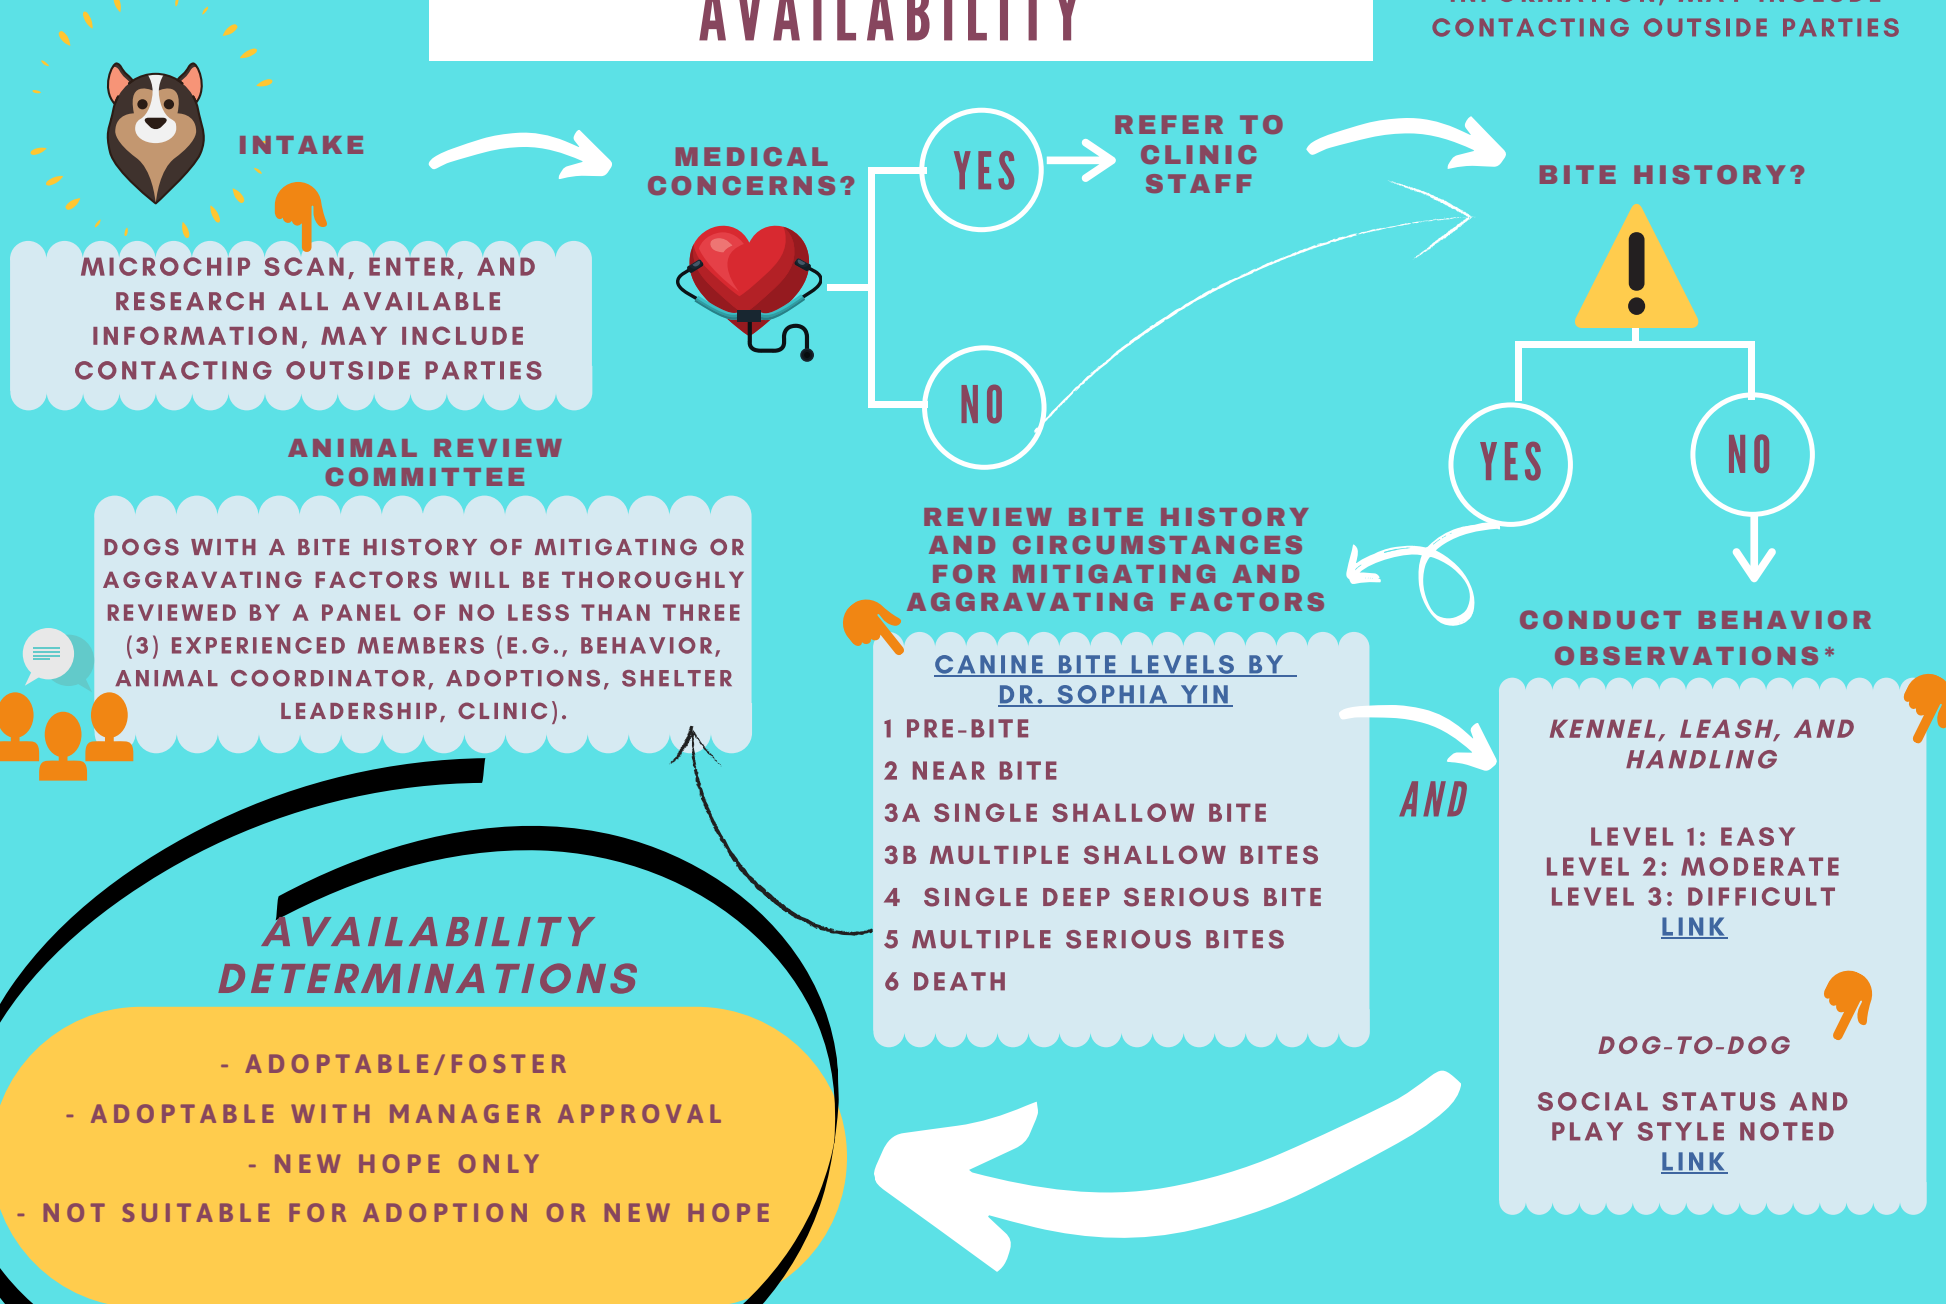 AVAILABILITY
INFORMATION, MAY INCLUDE
CONTACTING OUTSIDE PARTIES
INTAKE
MICROCHIP SCAN, ENTER, AND
RESEARCH ALL AVAILABLE
INFORMATION, MAY INCLUDE
CONTACTING OUTSIDE PARTIES
MEDICAL
CONCERNS?
YES
REFER TO
CLINIC
STAFF
NO
BITE HISTORY?
YES
NO
ANIMAL REVIEW
COMMITTEE
DOGS WITH A BITE HISTORY OF MITIGATING OR
AGGRAVATING FACTORS WILL BE THOROUGHLY
REVIEWED BY A PANEL OF NO LESS THAN THREE
(3) EXPERIENCED MEMBERS (E.G., BEHAVIOR,
ANIMAL COORDINATOR, ADOPTIONS, SHELTER
LEADERSHIP, CLINIC).
REVIEW BITE HISTORY
AND CIRCUMSTANCES
FOR MITIGATING AND
AGGRAVATING FACTORS
CANINE BITE LEVELS BY
DR. SOPHIA YIN
1 PRE-BITE
2 NEAR BITE
3A SINGLE SHALLOW BITE
3B MULTIPLE SHALLOW BITES
4 SINGLE DEEP SERIOUS BITE
5 MULTIPLE SERIOUS BITES
6 DEATH
AND
CONDUCT BEHAVIOR
OBSERVATIONS*
KENNEL, LEASH, AND
HANDLING
LEVEL 1: EASY
LEVEL 2: MODERATE
LEVEL 3: DIFFICULT
LINK
DOG-TO-DOG
SOCIAL STATUS AND
PLAY STYLE NOTED
LINK
AVAILABILITY
DETERMINATIONS
- ADOPTABLE/FOSTER
- ADOPTABLE WITH MANAGER APPROVAL
- NEW HOPE ONLY
- NOT SUITABLE FOR ADOPTION OR NEW HOPE